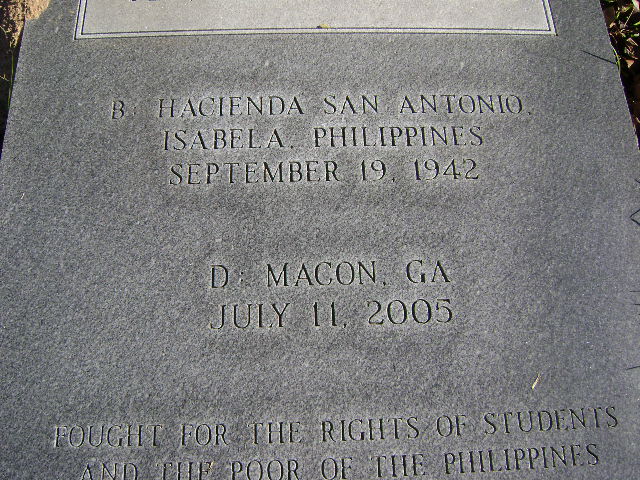 B: HACIENDA SAN ANTONIO,
ISABELA, PHILIPPINES
SEPTEMBER 19, 1942
D: MACON, GA
JULY 11, 2005
FOUGHT FOR THE RIGHTS OF STUDENTS
AND THE POOR OF THE PHILIPPINES